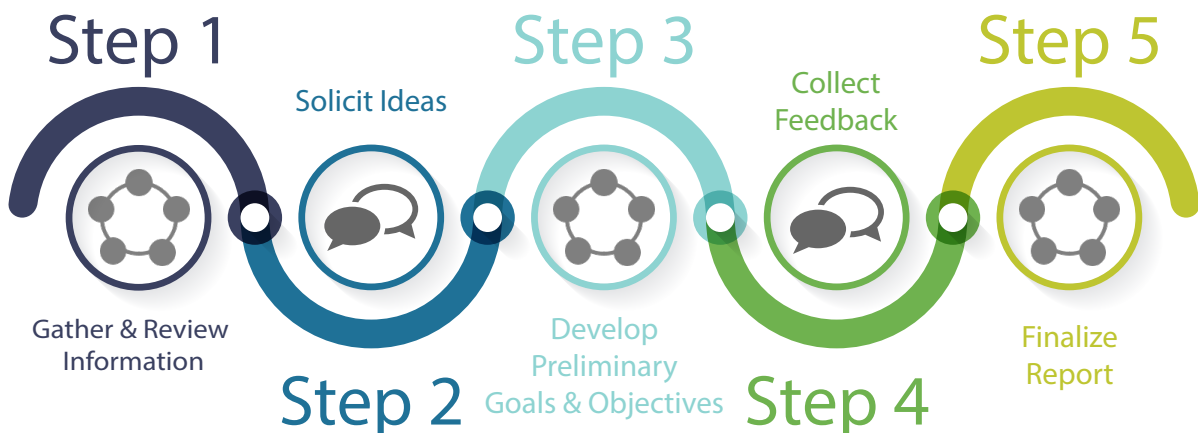 Step 1
Gather & Review
Information
Solicit Ideas
Step 2
Step 3
Develop
Preliminary
Goals & Objectives
Collect
Feedback
Step 4
Step 5
Finalize
Report